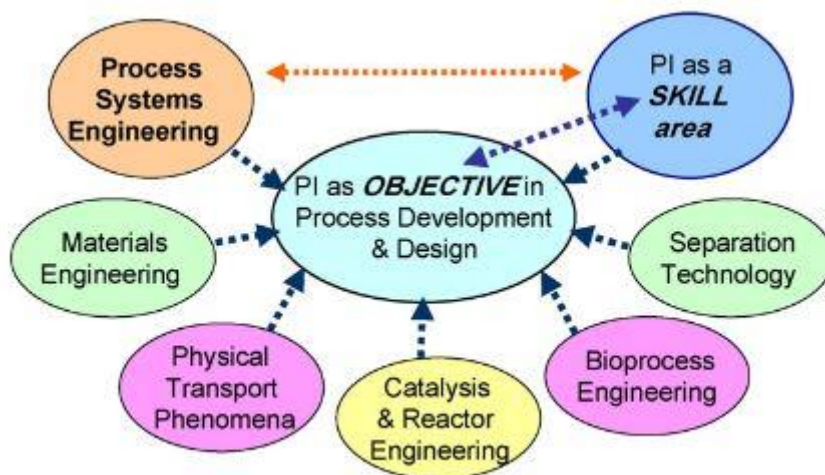 Process
Systems
Engineering
PI as a
SKILL
area
PI as OBJECTIVE in
Process Development
& Design
Materials
Engineering
Separation
Technology
Physical
Transport
Phenomena
Catalysis
& Reactor
Engineering
Bioprocess
Engineering